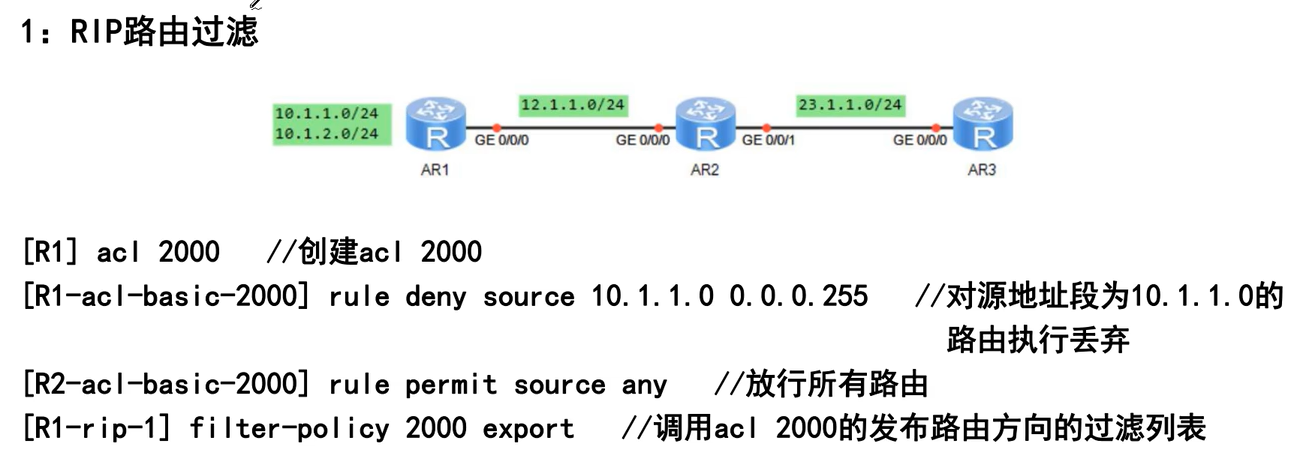 1：RIP路由过滤
10.1.1.0/24
10.1.2.0/24
12.1.1.0/24
23.1.1.0/24
R
R
R
GE 0/0/0
GE 0/0/0
GE 0/0/1
GE 0/0/0
AR1
AR2
AR3
[R1] acl 2000 //创建acl 2000
[R1-acl-basic-2000] rule deny source 10.1.1.0 0.0.0.255 //对源地址段为10.1.1.0的
路由执行丢弃
[R2-acl-basic-2000] rule permit source any //放行所有路由
[R1-rip-1] filter-policy 2000 export //调用acl 2000的发布路由方向的过滤列表